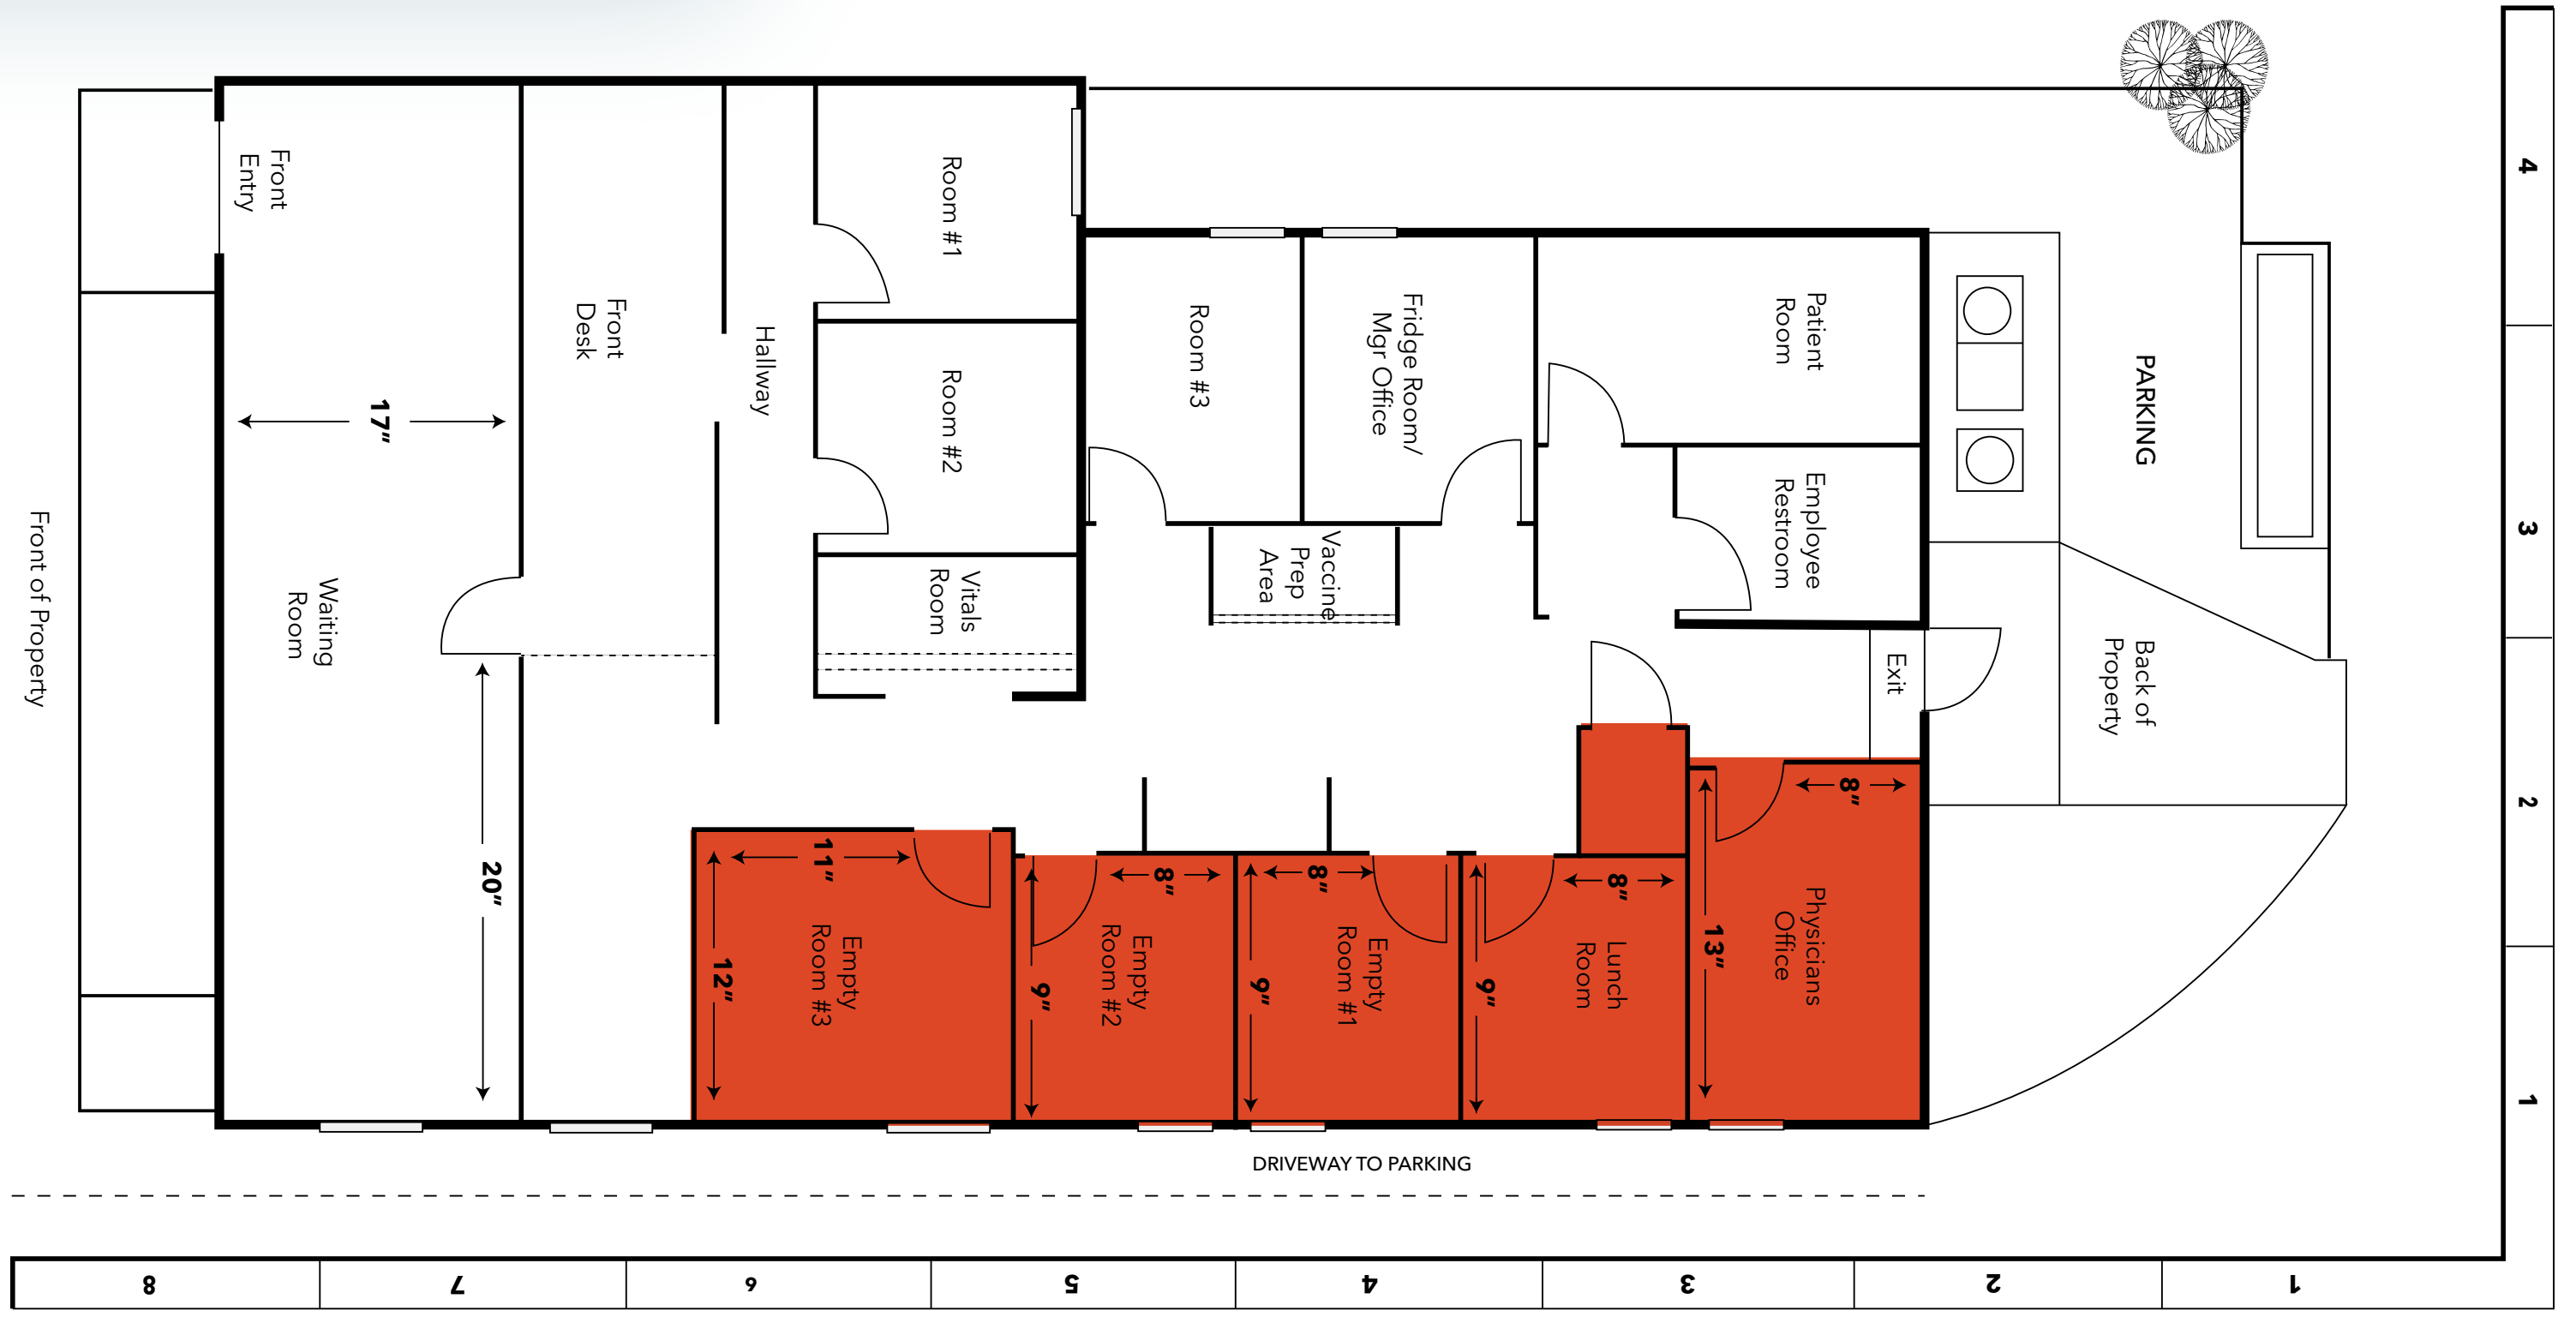 Front
Entry
Front of Property
Waiting
Room
17”
20”
Front
Desk
Hallway
Room #1
Room #2
Vitals
Room
Room #3
Fridge Room/
Mgr Office
Vaccine
Prep
Area
Patient
Room
Employee
Restroom
Exit
PARKING
Back of
Property
11”
12”
Empty
Room #3
8”
9”
Empty
Room #2
8”
9”
Empty
Room #1
8”
9”
Lunch
Room
8”
13”
Physicians
Office
DRIVEWAY TO PARKING
4
3
2
1
8
7
6
5
4
3
2
1